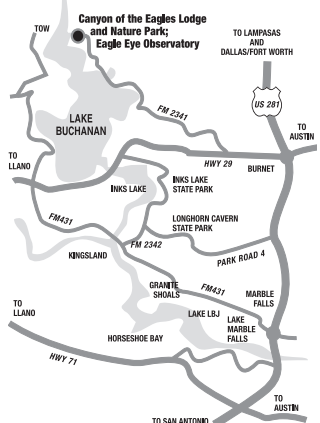 Canyon of the Eagles Lodge
and Nature Park;
Eagle Eye Observatory
TOW
TO LAMPASAS
AND
DALLAS/FORT WORTH
US 281
FM 2341
LAKE
BUCHANAN
TO
AUSTIN
TO
LLANO
HWY 29
BURNET
INKS LAKE
INKS LAKE
STATE PARK
LONGHORN CAVERN
STATE PARK
FM431
FM 2342
PARK ROAD 4
KINGSLAND
GRANITE
SHOALS
FM431
MARBLE
FALLS
LAKE LBJ
LAKE
MARBLE
FALLS
TO
LLANO
HORSESHOE BAY
HWY 71
TO
AUSTIN
TO SAN ANTONIO